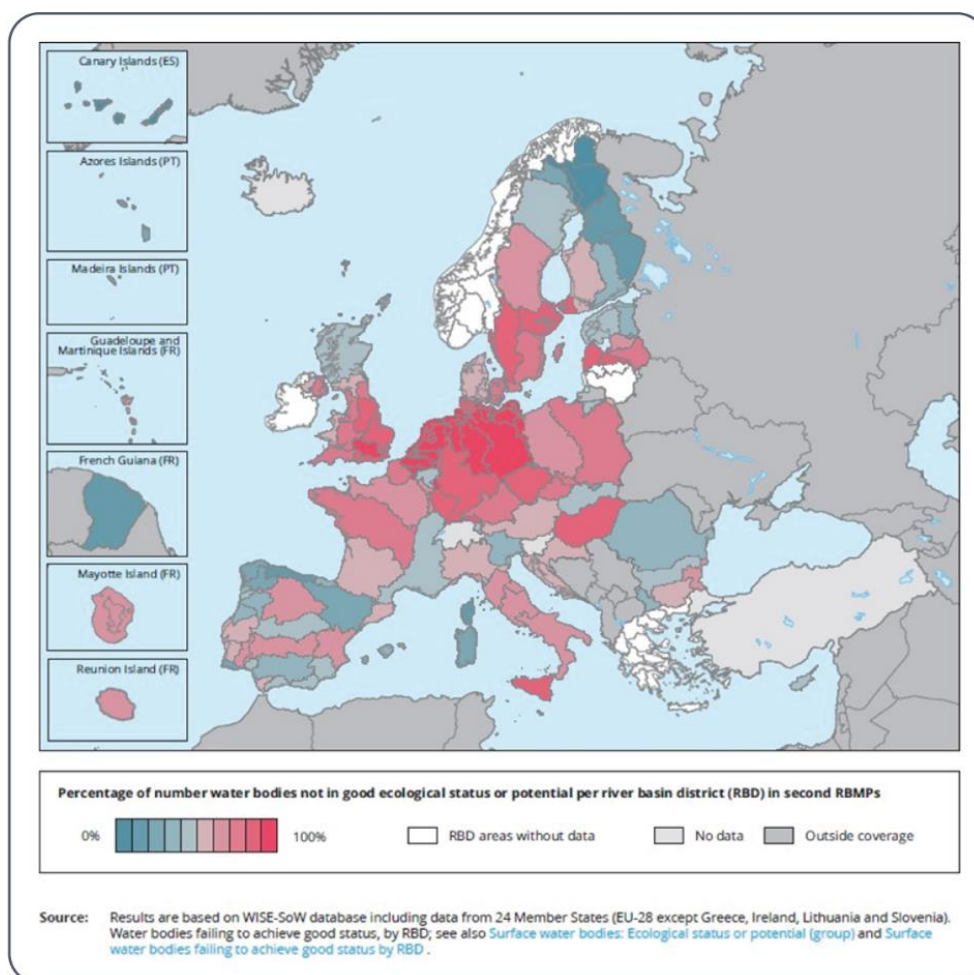 Canary Islands (ES)
Azores Islands (PT)
Madeira Islands (PT)
Guadeloupe and
Martinique Islands (FR)
French Guiana (FR)
Mayotte Island (FR)
Reunion Island (FR)
Percentage of number water bodies not in good ecological status or potential per river basin district (RBD) in second RBMPs
0%
100%
RBD areas without data
No data
Outside coverage
Source: Results are based on WISE-SoW database including data from 24 Member States (EU-28 except Greece, Ireland, Lithuania and Slovenia).
Water bodies failing to achieve good status, by RBD; see also Surface water bodies: Ecological status or potential (group) and Surface
water bodies failing to achieve good status by RBD .